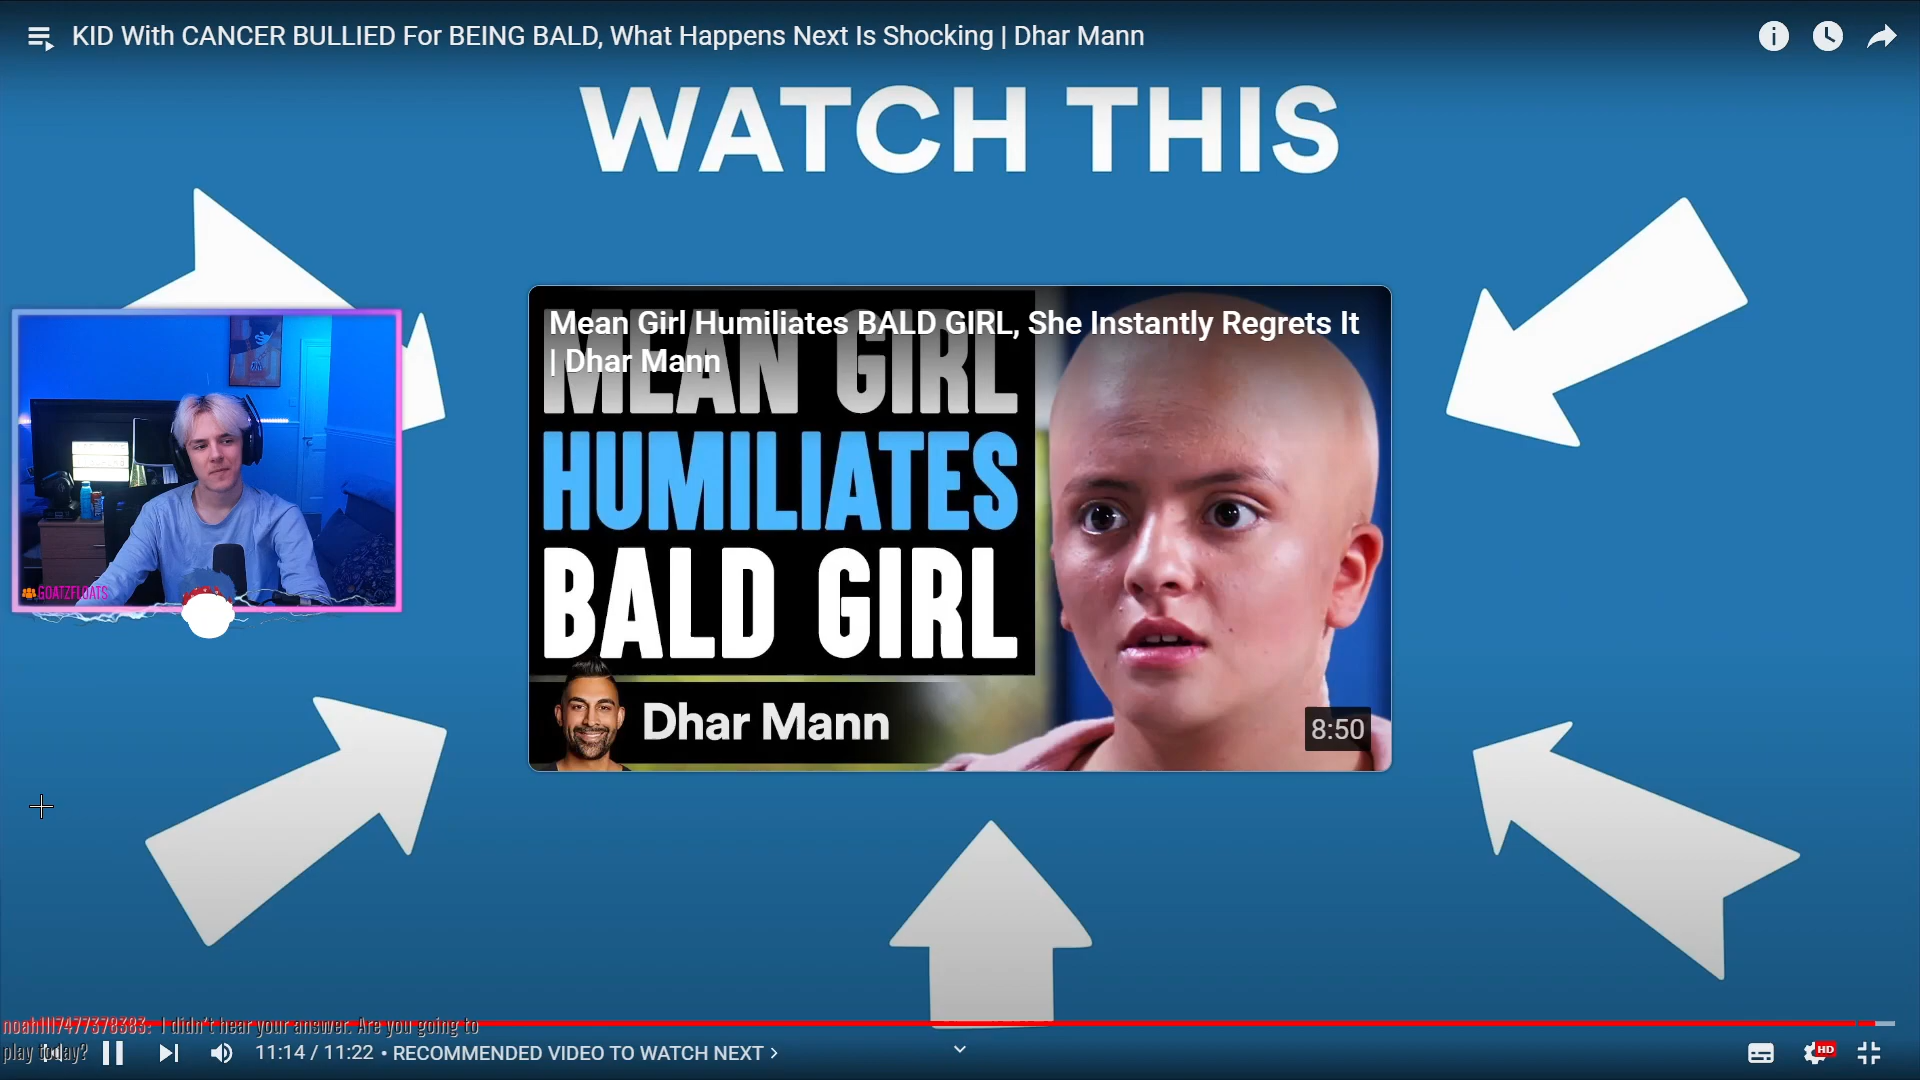 KID With CANCER BULLIED For BEING BALD, What Happens Next Is Shocking | Dhar Mann
WATCH THIS
Mean Girl Humiliates BALD GIRL, She Instantly Regrets It
| Dhar Mann
MEAN GIRL
HUMILIATES
BALD GIRL
Dhar Mann
8:50
GOATZFLOATS
noahlll7477378383: I didn't hear your answer. Are you going to
play today?
11:14 / 11:22 • RECOMMENDED VIDEO TO WATCH NEXT >
HD